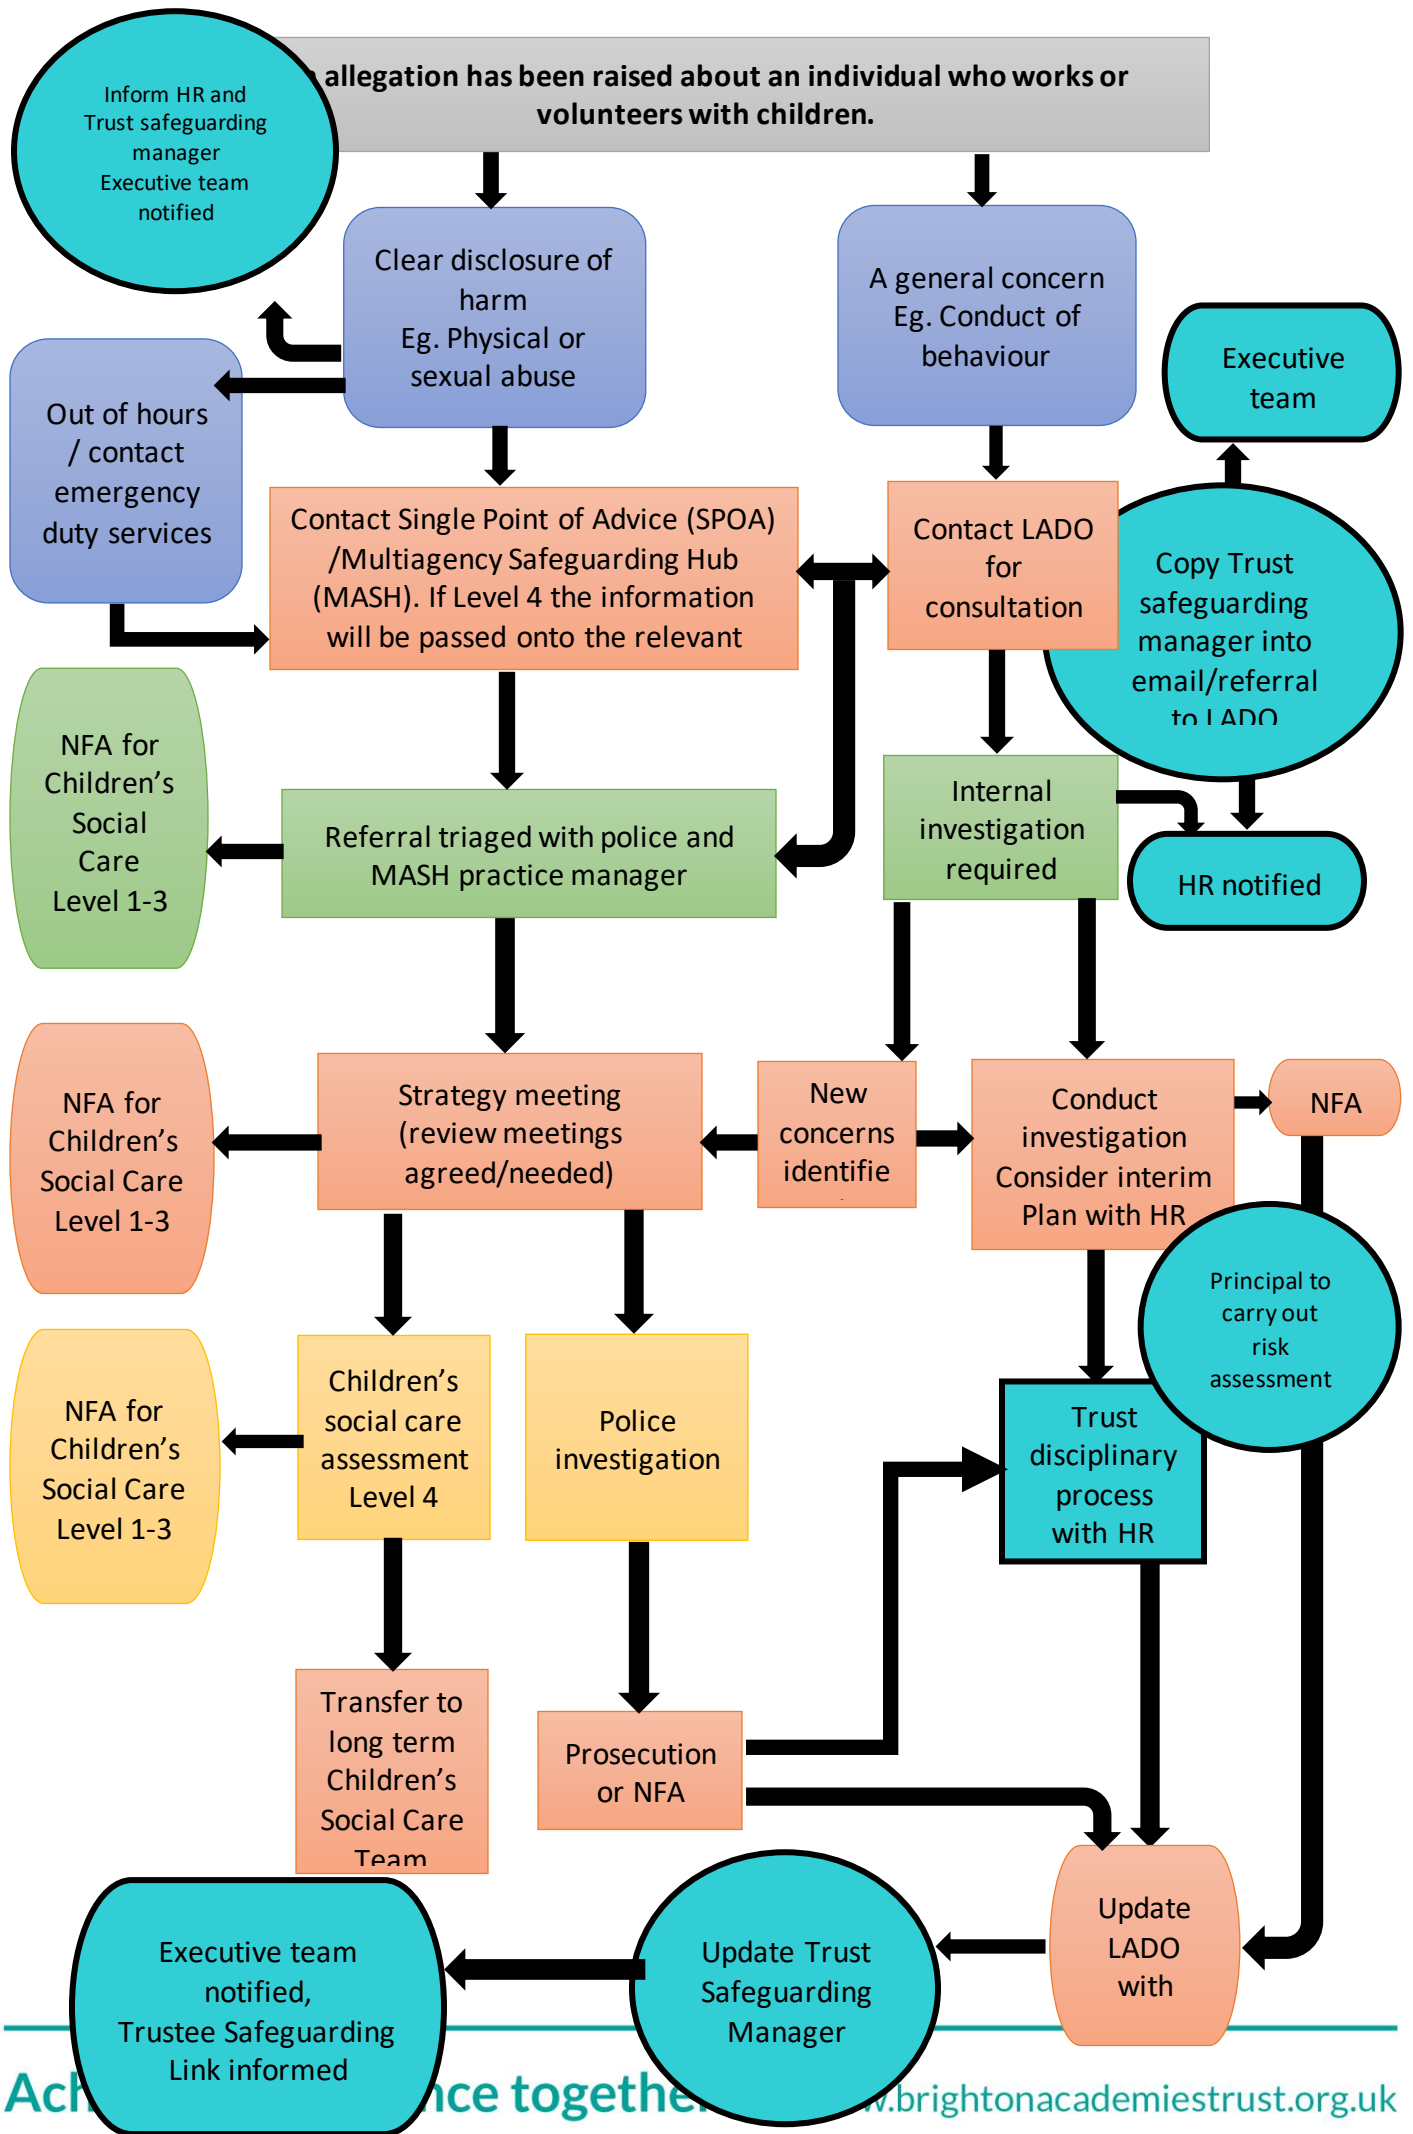 allegation has been raised about an individual who works or
volunteers with children.
Inform HR and
Trust safeguarding
manager
Executive team
notified
Clear disclosure of
harm
Eg. Physical or
sexual abuse
A general concern
Eg. Conduct of
behaviour
Executive
team
Out of hours
/ contact
emergency
duty services
Contact Single Point of Advice (SPOA)
/Multiagency Safeguarding Hub
(MASH). If Level 4 the information
will be passed onto the relevant
Contact LADO
for
consultation
Copy Trust
safeguarding
manager into
email/referral
to LADO
NFA for
Children’s
Social
Care
Level 1-3
Referral triaged with police and
MASH practice manager
Internal
investigation
required
HR notified
NFA for
Children’s
Social Care
Level 1-3
Strategy meeting
(review meetings
agreed/needed)
New
concerns
identifie
Conduct
investigation
Consider interim
Plan with HR
NFA
Principal to
carry out
risk
assessment
NFA for
Children’s
Social Care
Level 1-3
Children’s
social care
assessment
Level 4
Police
investigation
Trust
disciplinary
process
with HR
Transfer to
long term
Children’s
Social Care
Team
Prosecution
or NFA
Update
LADO
with
Update Trust
Safeguarding
Manager
Executive team
notified,
Trustee Safeguarding
Link informed
Ach nce togethe .brightonacademiestrust.org.uk